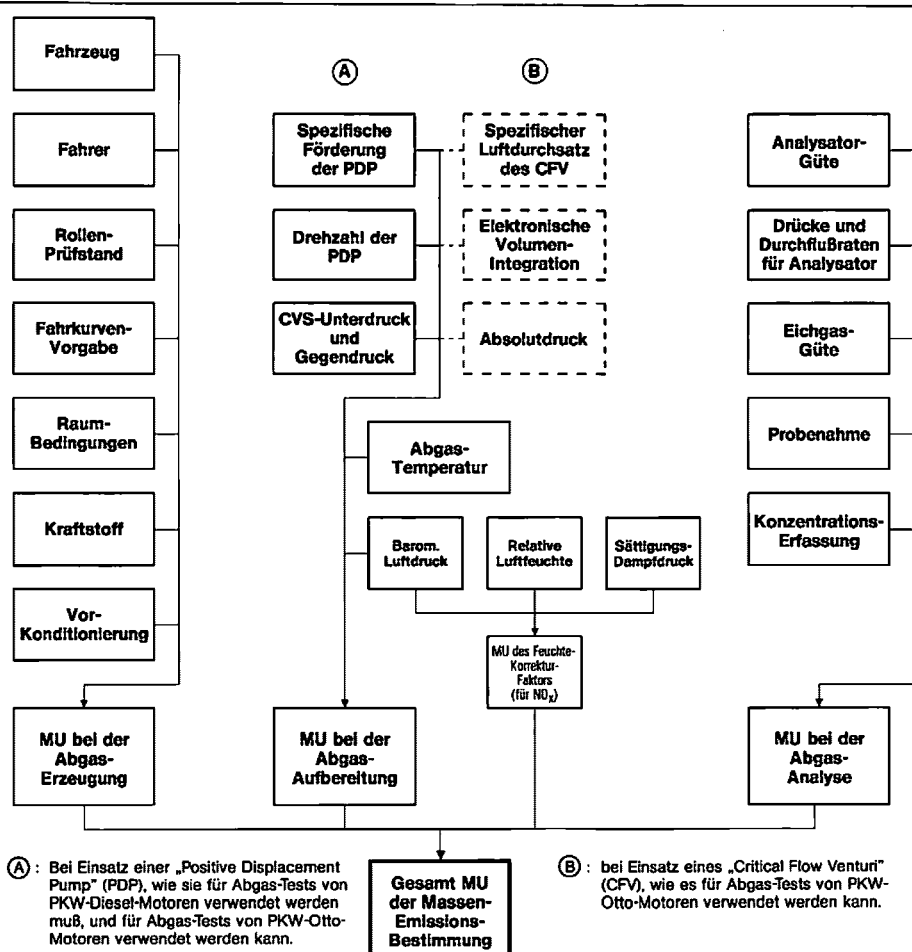 Fahrzeug
Fahrer
Rollen-
Prüfstand
Fahrkurven-
Vorgabe
Raum-
Bedingungen
Kraftstoff
Vor-
Konditionierung
MU bei der
Abgas-
Erzeugung
A
Spezifische
Förderung
der PDP
Drehzahl der
PDP
CVS-Unterdruck
und
Gegendruck
B
Spezifischer
Luftdurchsatz
des CFV
Elektronische
Volumen-
Integration
Absolutdruck
Abgas-
Temperatur
Barom.
Luftdruck
Relative
Luftfeuchte
Sättigungs-
Dampfdruck
MU des Feuchte-
Korrektur-
Faktors
(für NOx)
MU bei der
Abgas-
Aufbereitung
Analysator-
Güte
Drücke und
Durchflußraten
für Analysator
Eichgas-
Güte
Probenahme
Konzentrations-
Erfassung
MU bei der
Abgas-
Analyse
A : Bei Einsatz einer „Positive Displacement
Pump" (PDP), wie sie für Abgas-Tests von
PKW-Diesel-Motoren verwendet werden
muß, und für Abgas-Tests von PKW-Otto-
Motoren verwendet werden kann.
Gesamt MU
der Massen-
Emissions-
Bestimmung
B : bei Einsatz eines „Critical Flow Venturi"
(CFV), wie es für Abgas-Tests von PKW-
Otto-Motoren verwendet werden kann.